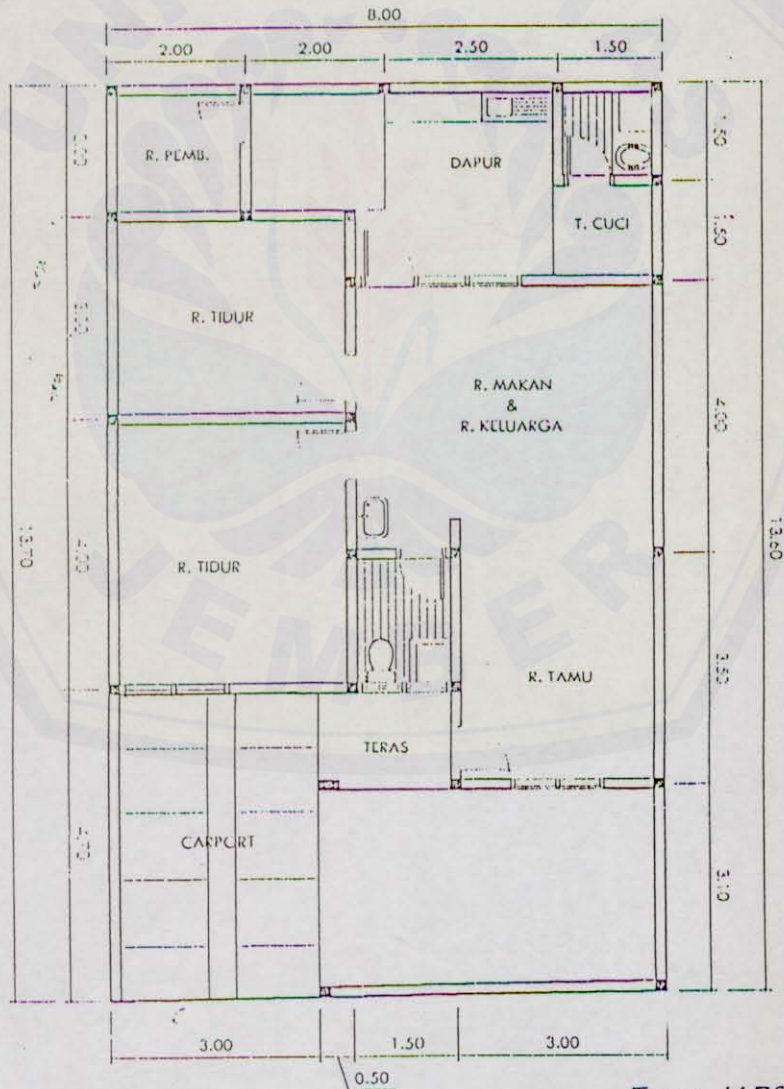 8.00
2.00 2.00 2.50 1.50
R. PEMB.
DAPUR
T. CUCI
1.50
R. TIDUR
R. MAKAN
&
R. KELUARGA
4.00
13.70
13.60
R. TIDUR
4.00
JEMBER
R. TAMU
3.50
TERAS
CARPORT
4.70
3.10
3.00 1.50 3.00
0.50